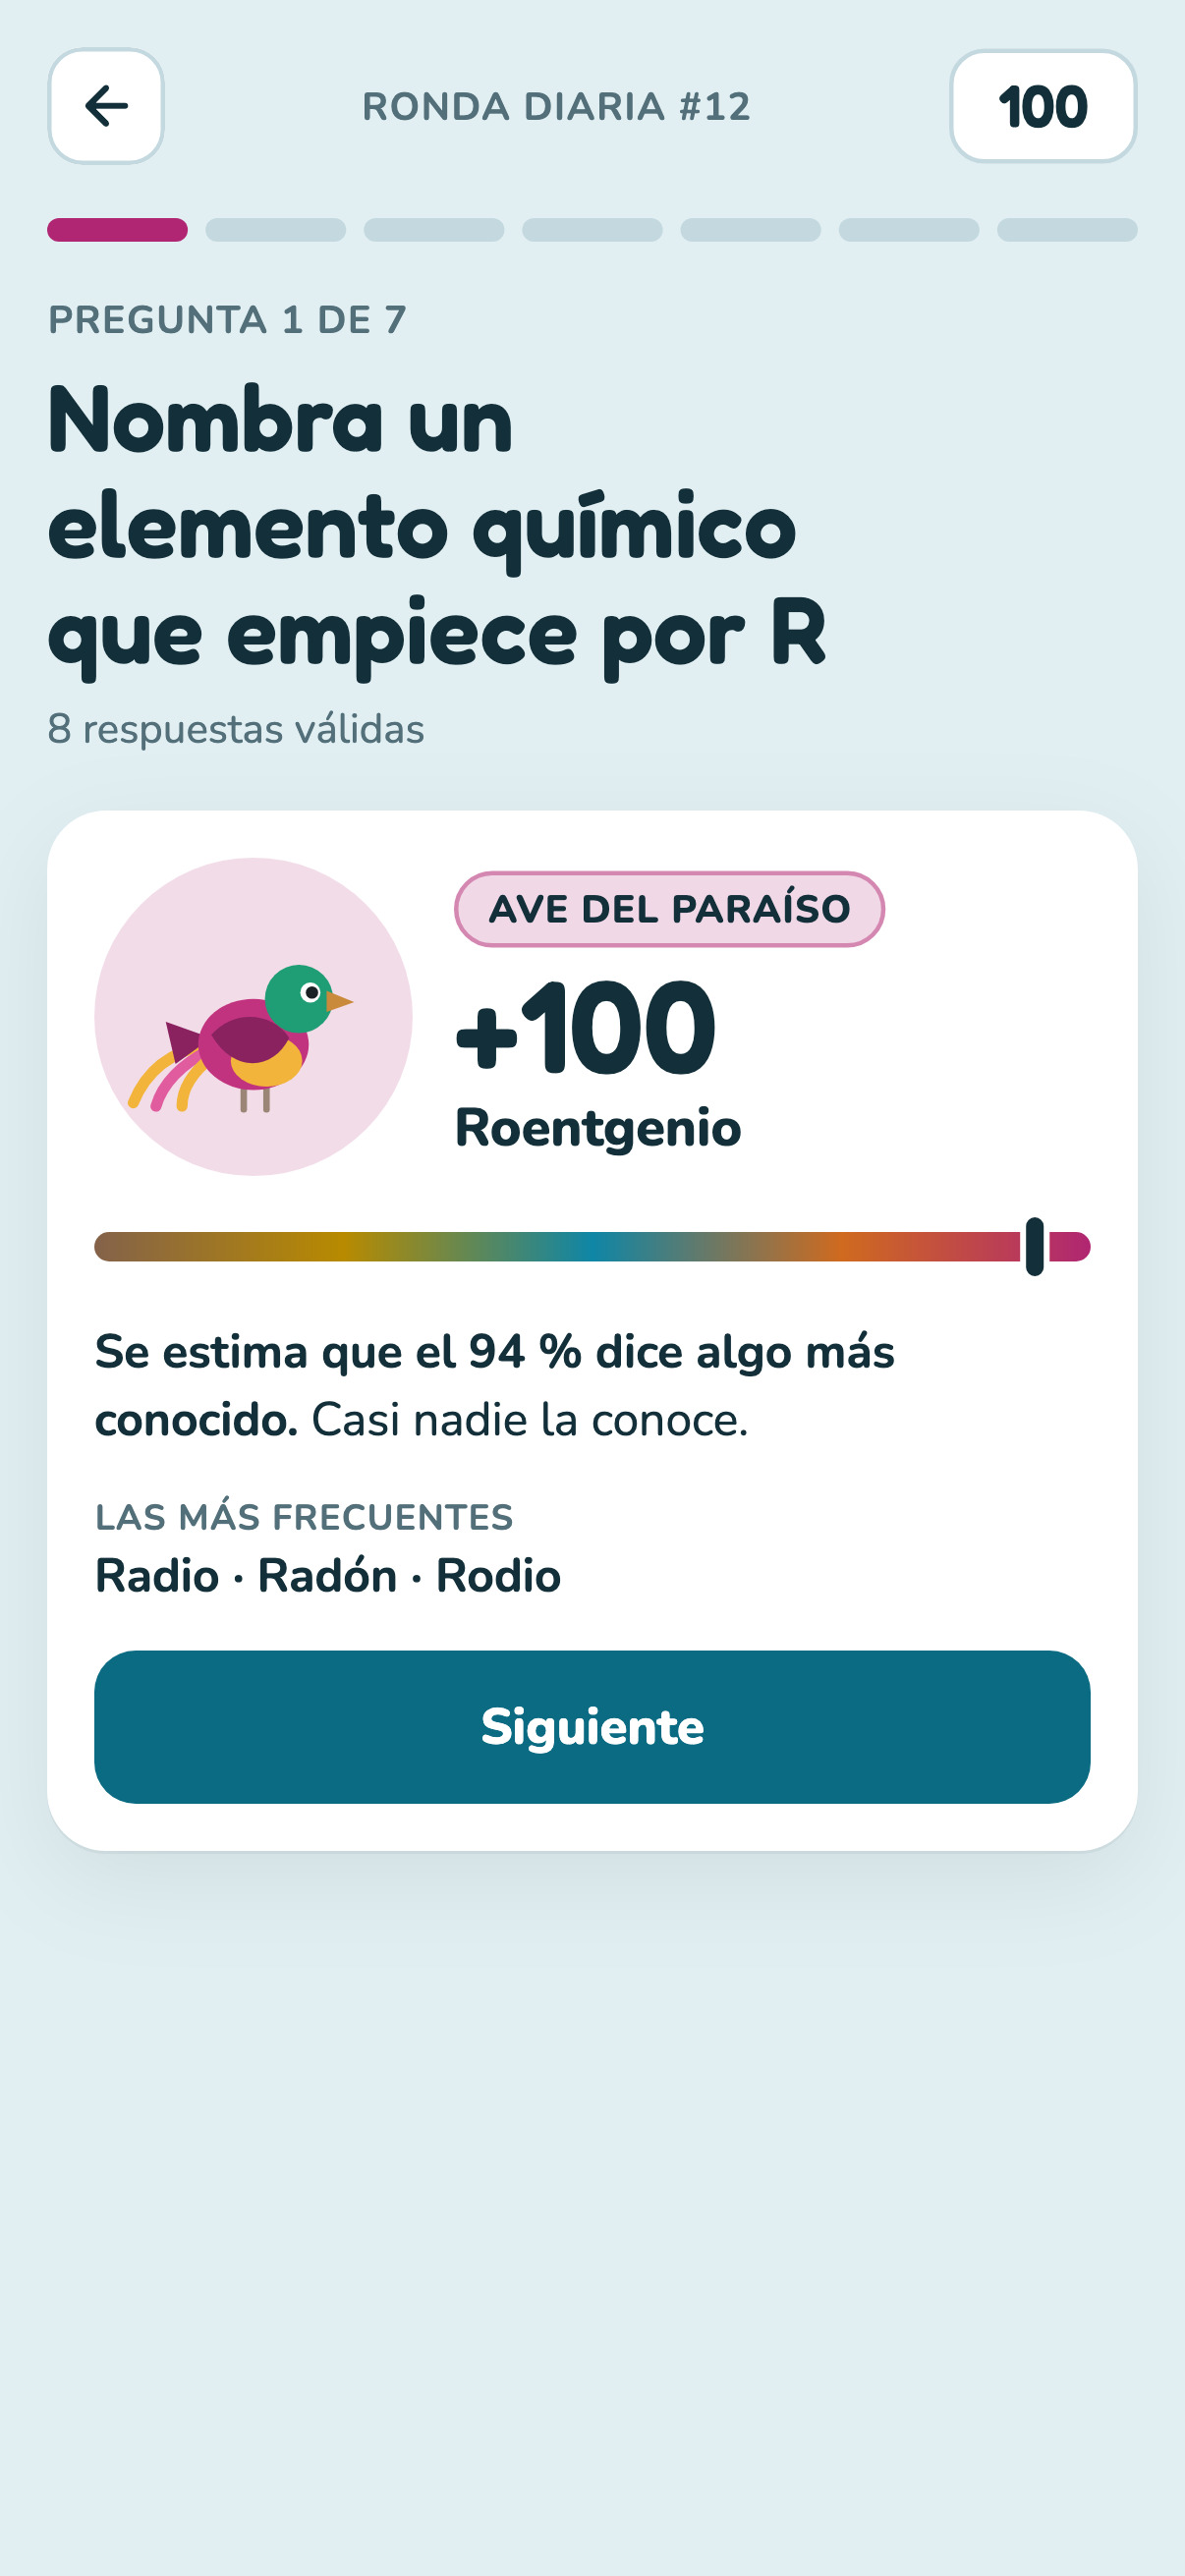 RONDA DIARIA #12
100
PREGUNTA 1 DE 7
Nombra un
elemento químico
que empiece por R
8 respuestas válidas
AVE DEL PARAÍSO
+100
Roentgenio
Se estima que el 94 % dice algo más
conocido. Casi nadie la conoce.
LAS MÁS FRECUENTES
Radio · Radón · Rodio
Siguiente